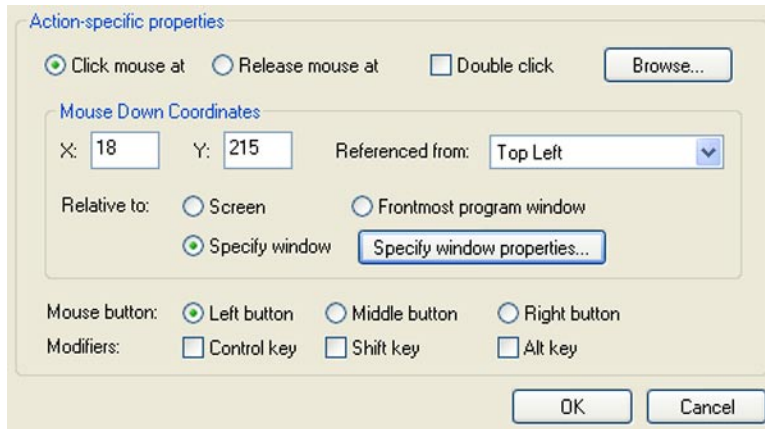 Action-specific properties
Click mouse at Release mouse at Double click Browse...
Mouse Down Coordinates
X: 18 Y: 215 Referenced from: Top Left
Relative to: Screen Frontmost program window
Specify window Specify window properties...
Mouse button: Left button Middle button Right button
Modifiers: Control key Shift key Alt key
OK Cancel